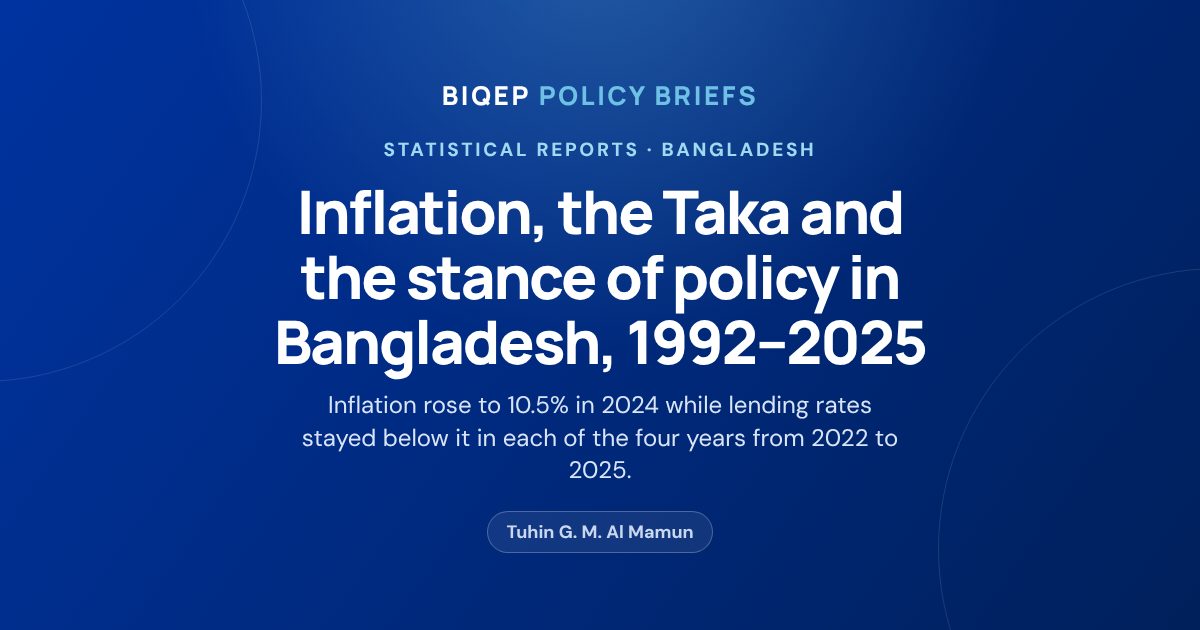 BIQEP POLICY BRIEFS
STATISTICAL REPORTS · BANGLADESH
Inflation, the Taka and
the stance of policy in
Bangladesh, 1992–2025
Inflation rose to 10.5% in 2024 while lending rates
stayed below it in each of the four years from 2022 to
2025.
Tuhin G. M. Al Mamun